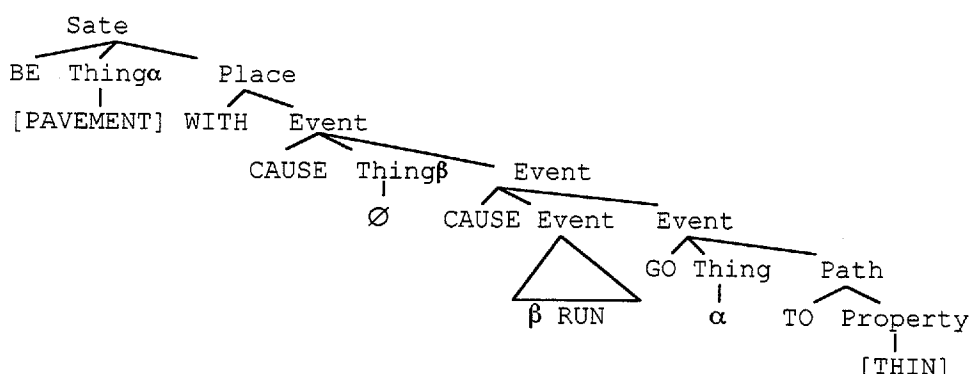 Sate
BE Thingα Place
[PAVEMENT] WITH Event
CAUSE Thingβ Event
∅ CAUSE Event Event
GO Thing Path
β RUN α TO Property
[THIN]